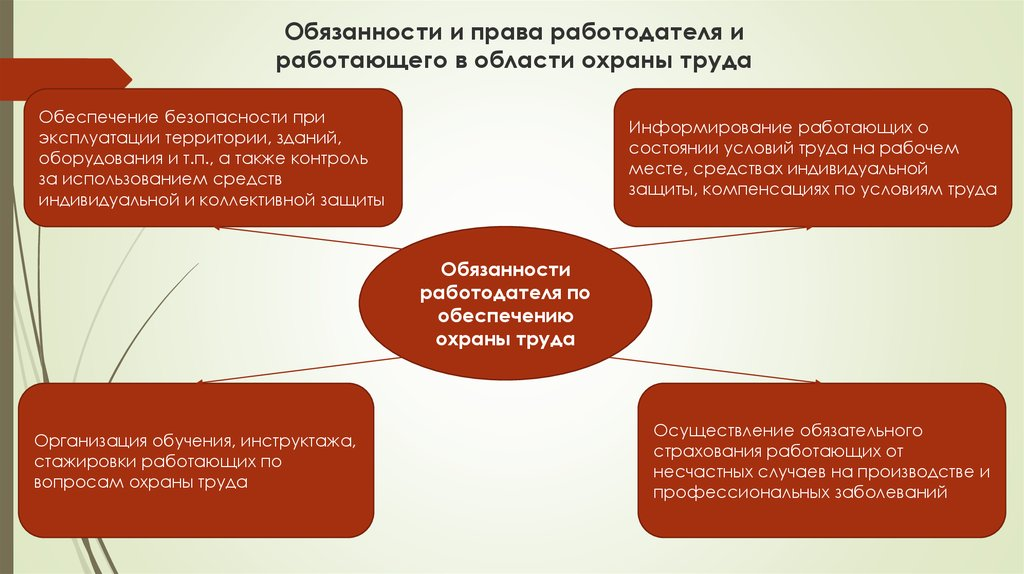 Обязанности и права работодателя и
работающего в области охраны труда
Обеспечение безопасности при
эксплуатации территории, зданий,
оборудования и т.п., а также контроль
за использованием средств
индивидуальной и коллективной защиты
Информирование работающих о
состоянии условий труда на рабочем
месте, средствах индивидуальной
защиты, компенсациях по условиям труда
Обязанности
работодателя по
обеспечению
охраны труда
Организация обучения, инструктажа,
стажировки работающих по
вопросам охраны труда
Осуществление обязательного
страхования работающих от
несчастных случаев на производстве и
профессиональных заболеваний